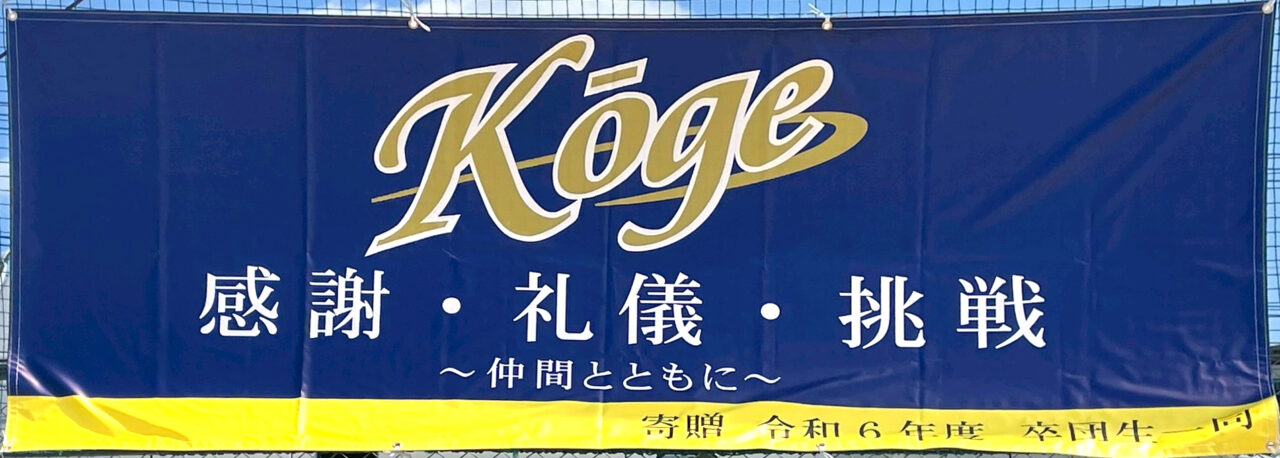 Kōge
感謝・礼儀・挑戦
～仲間とともに～
寄贈 令和6年度 卒団生一同